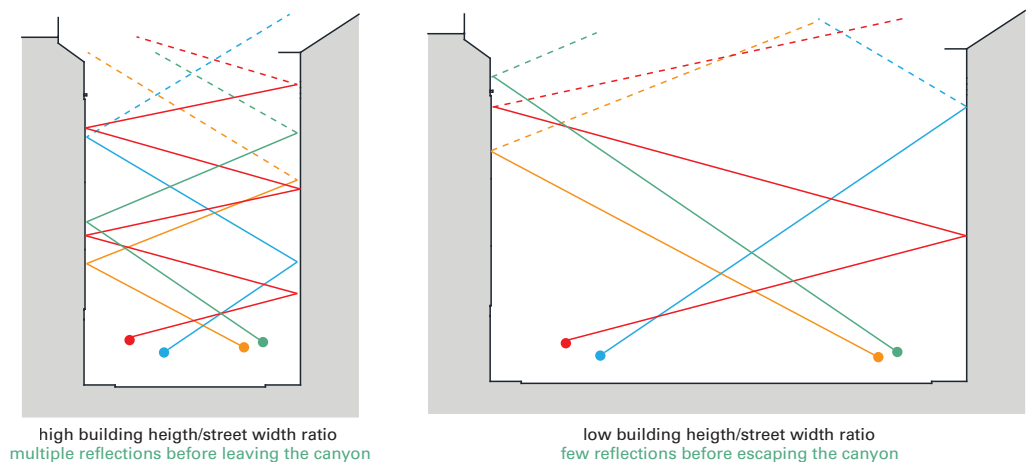 high building heigth/street width ratio
multiple reflections before leaving the canyon
low building heigth/street width ratio
few reflections before escaping the canyon